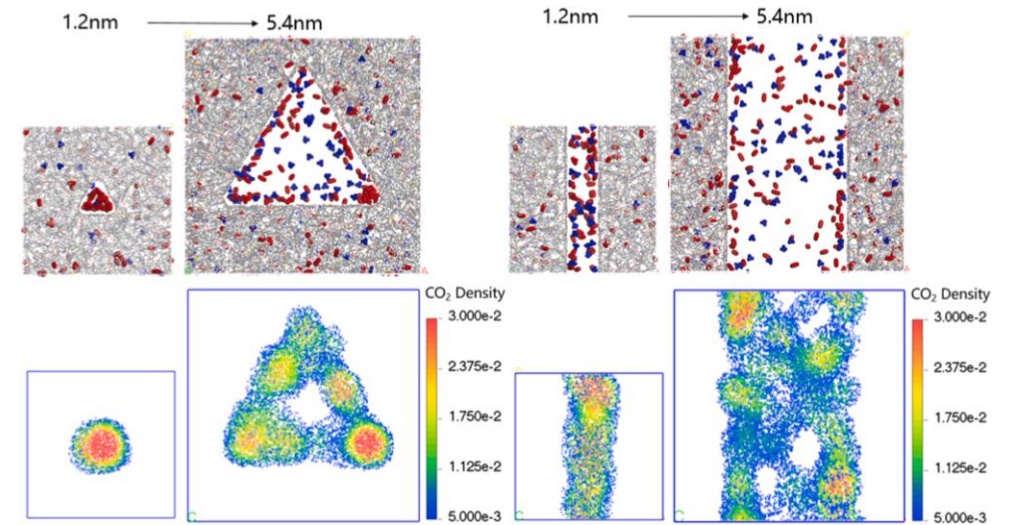 1.2nm 5.4nm
1.2nm 5.4nm
CO₂ Density
3.000e-2
2.375e-2
1.750e-2
1.125e-2
5.000e-3
CO₂ Density
3.000e-2
2.375e-2
1.750e-2
1.125e-2
5.000e-3